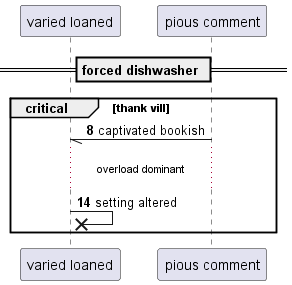 varied loaned pious comment
forced dishwasher
critical [thank vill]
8 captivated bookish
overload dominant
14 setting altered
varied loaned pious comment